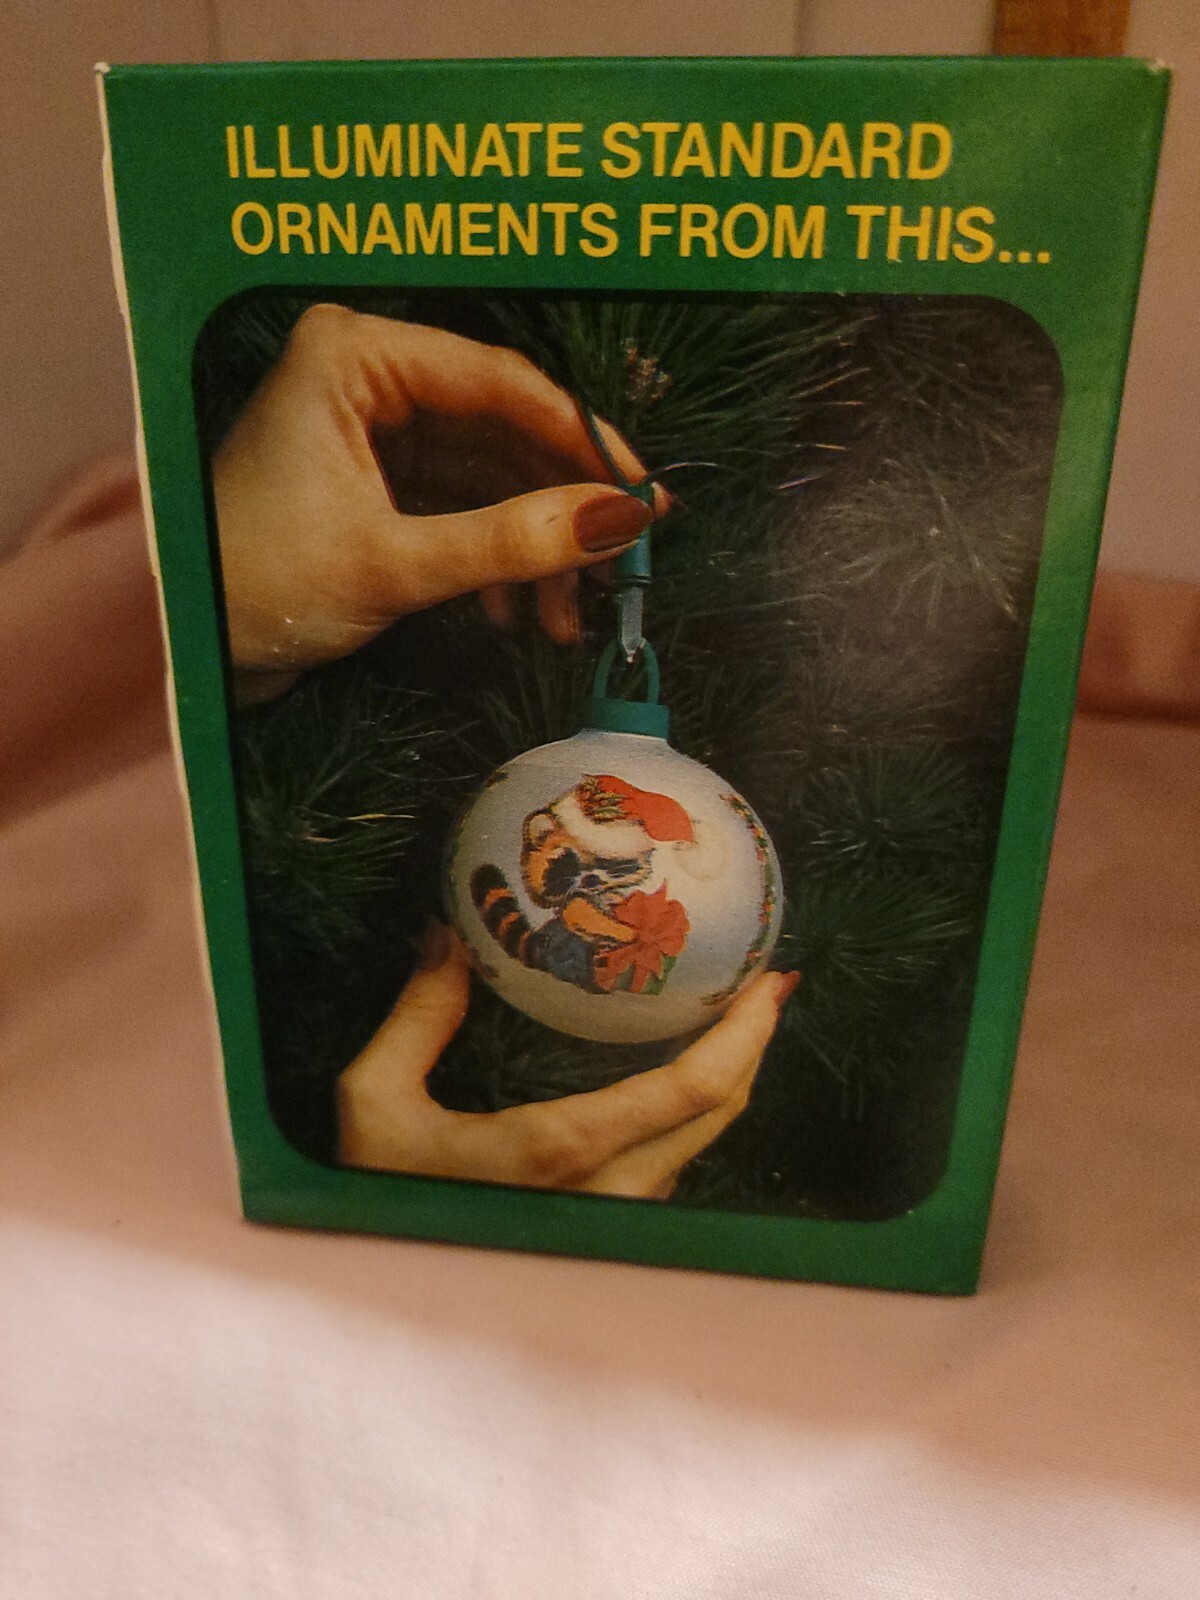 ILLUMINATE STANDARD
ORNAMENTS FROM THIS...